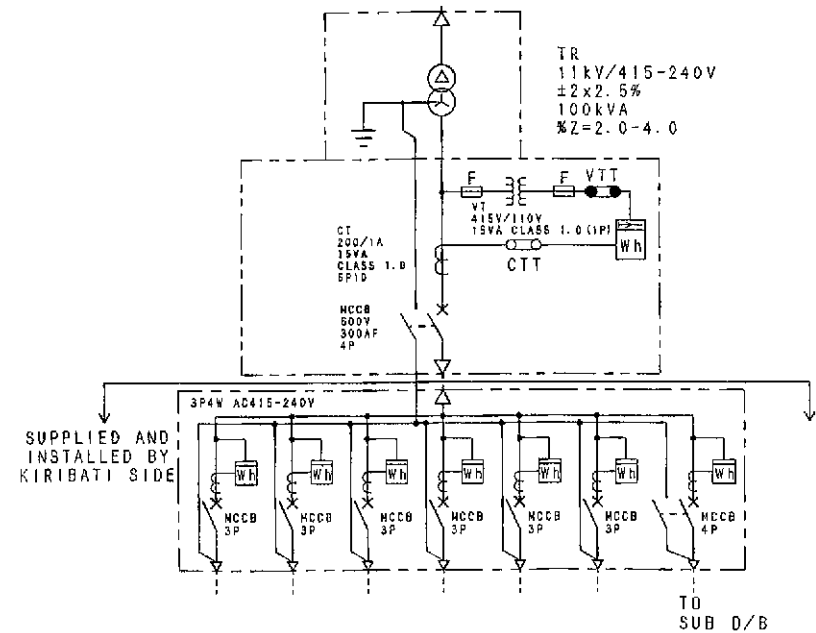 TR
11kV/415-240V
±2x2.5%
100kVA
%Z=2.0-4.0
F
F
VTT
VT
415V/110V
15VA CLASS 1.0(1P)
Wh
CTT
CT
200/1A
15VA
CLASS 1.0
5P10
MCCB
600V
300AF
4P
3P4W AC415-240V
SUPPLIED AND
INSTALLED BY
KIRIBATI SIDE
Wh
Wh
Wh
Wh
Wh
Wh
Wh
MCCB
3P
MCCB
3P
MCCB
3P
MCCB
3P
MCCB
3P
MCCB
3P
MCCB
4P
TO
SUB D/B